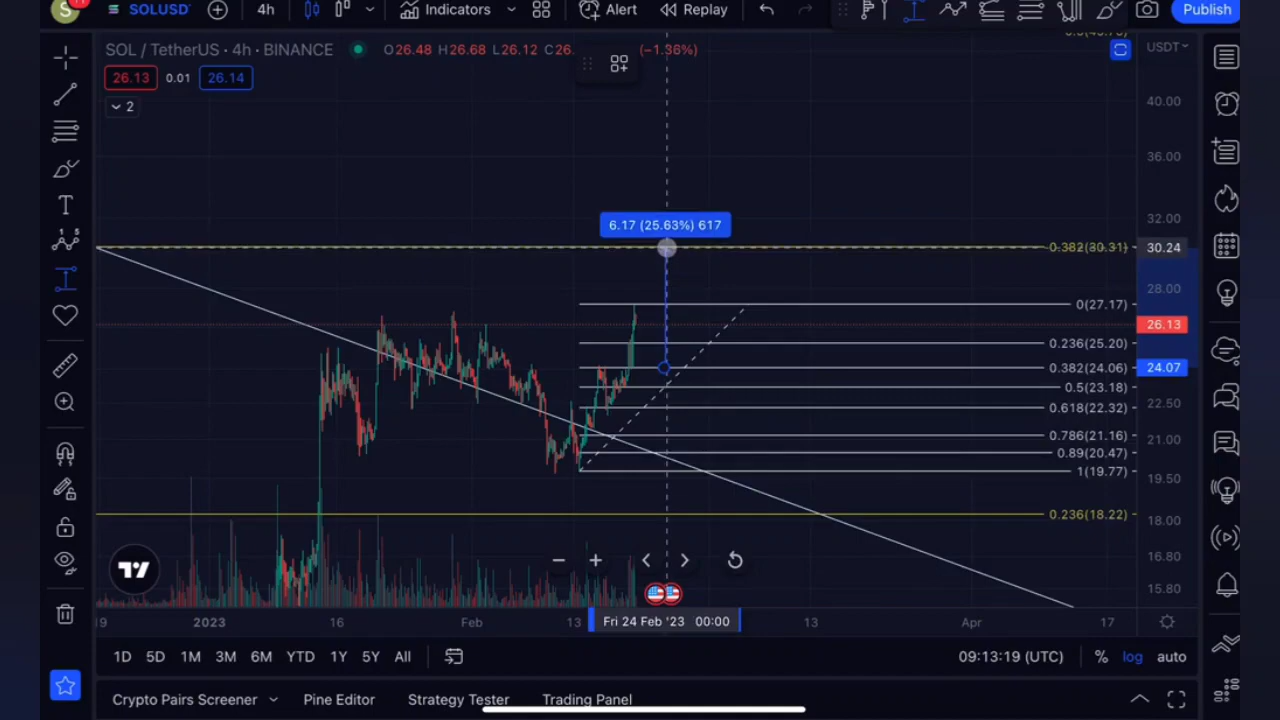 S SOLUSD 4h Indicators Alert Replay Publish
SOL / TetherUS · 4h · BINANCE O26.48 H26.68 L26.12 C26. (−1.36%) USDT
26.13 0.01 26.14
2
40.00
36.00
32.00
6.17 (25.63%) 617
0.382(30.31) 30.24
28.00
0(27.17)
26.13
0.236(25.20)
0.382(24.06) 24.07
0.5(23.18)
0.618(22.32) 22.50
0.786(21.16) 21.00
0.89(20.47)
1(19.77) 19.50
0.236(18.22) 18.00
16.80
15.80
19 2023 16 Feb 13 Fri 24 Feb '23 00:00 13 Apr 17
1D 5D 1M 3M 6M YTD 1Y 5Y All 09:13:19 (UTC) % log auto
Crypto Pairs Screener Pine Editor Strategy Tester Trading Panel